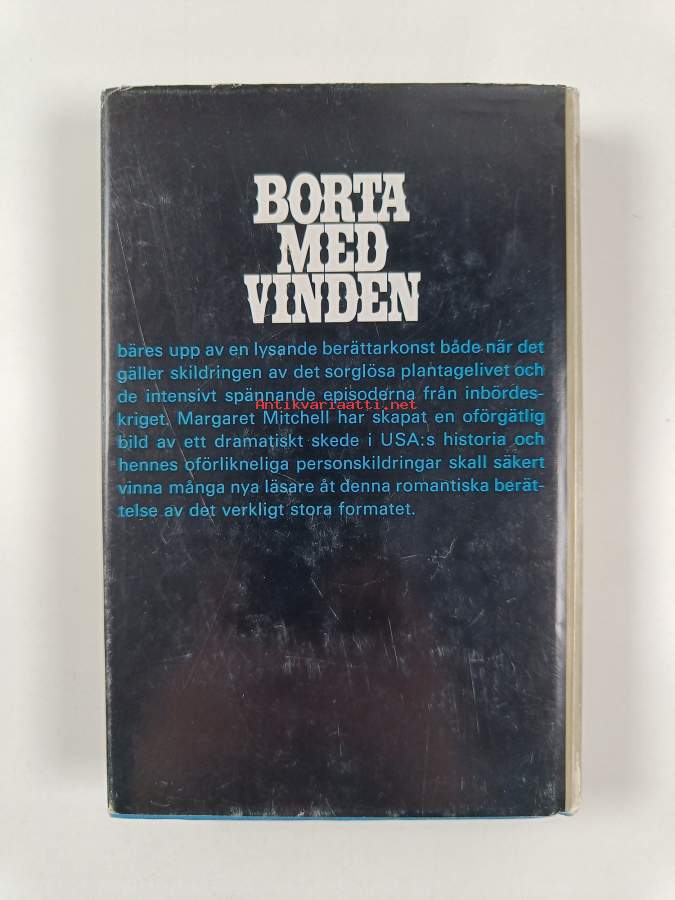 BORTA
MED
VINDEN
bäres upp av en lysande berättarkonst både när det
gäller skildringen av det sorglösa plantagelivet och
de intensivt spännande episoderna från inbördes-
Antikvariaatti.net
kriget. Margaret Mitchell har skapat en oförgätlig
bild av ett dramatiskt skede i USA:s historia och
hennes oförlikneliga personskildringar skall säkert
vinna många nya läsare åt denna romantiska berät-
telse av det verkligt stora formatet.